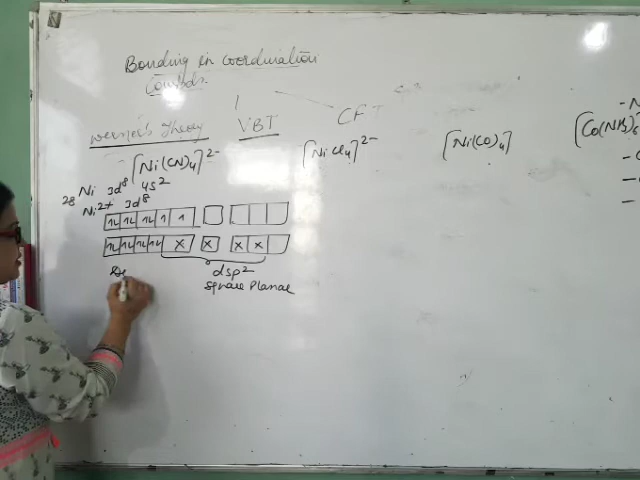 Bonding in coordination
Compds.
Werner's Theory VBT CFT
[Ni(CN)4]2- [NiCl4]2- [Ni(CO)4] [Co(NH3)6
28 Ni 3d8 4s2
Ni2+ 3d8
1L 1L 1L 1 1
1L 1L 1L 1L X X X X
dsp2
Square Planar